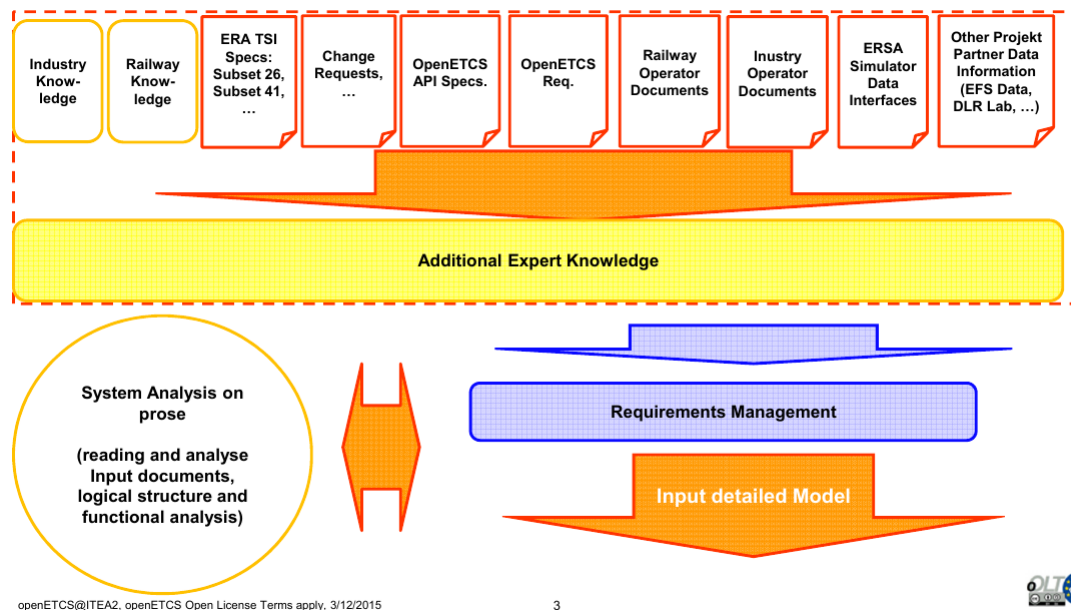 Industry
Know-
ledge
Railway
Know-
ledge
ERA TSI
Specs:
Subset 26,
Subset 41,
…
Change
Requests,
…
OpenETCS
API Specs.
OpenETCS
Req.
Railway
Operator
Documents
Inustry
Operator
Documents
ERSA
Simulator
Data
Interfaces
Other Projekt
Partner Data
Information
(EFS Data,
DLR Lab, …)
Additional Expert Knowledge
System Analysis on
prose
(reading and analyse
Input documents,
logical structure and
functional analysis)
Requirements Management
Input detailed Model
openETCS@ITEA2, openETCS Open License Terms apply, 3/12/2015
3
OLT